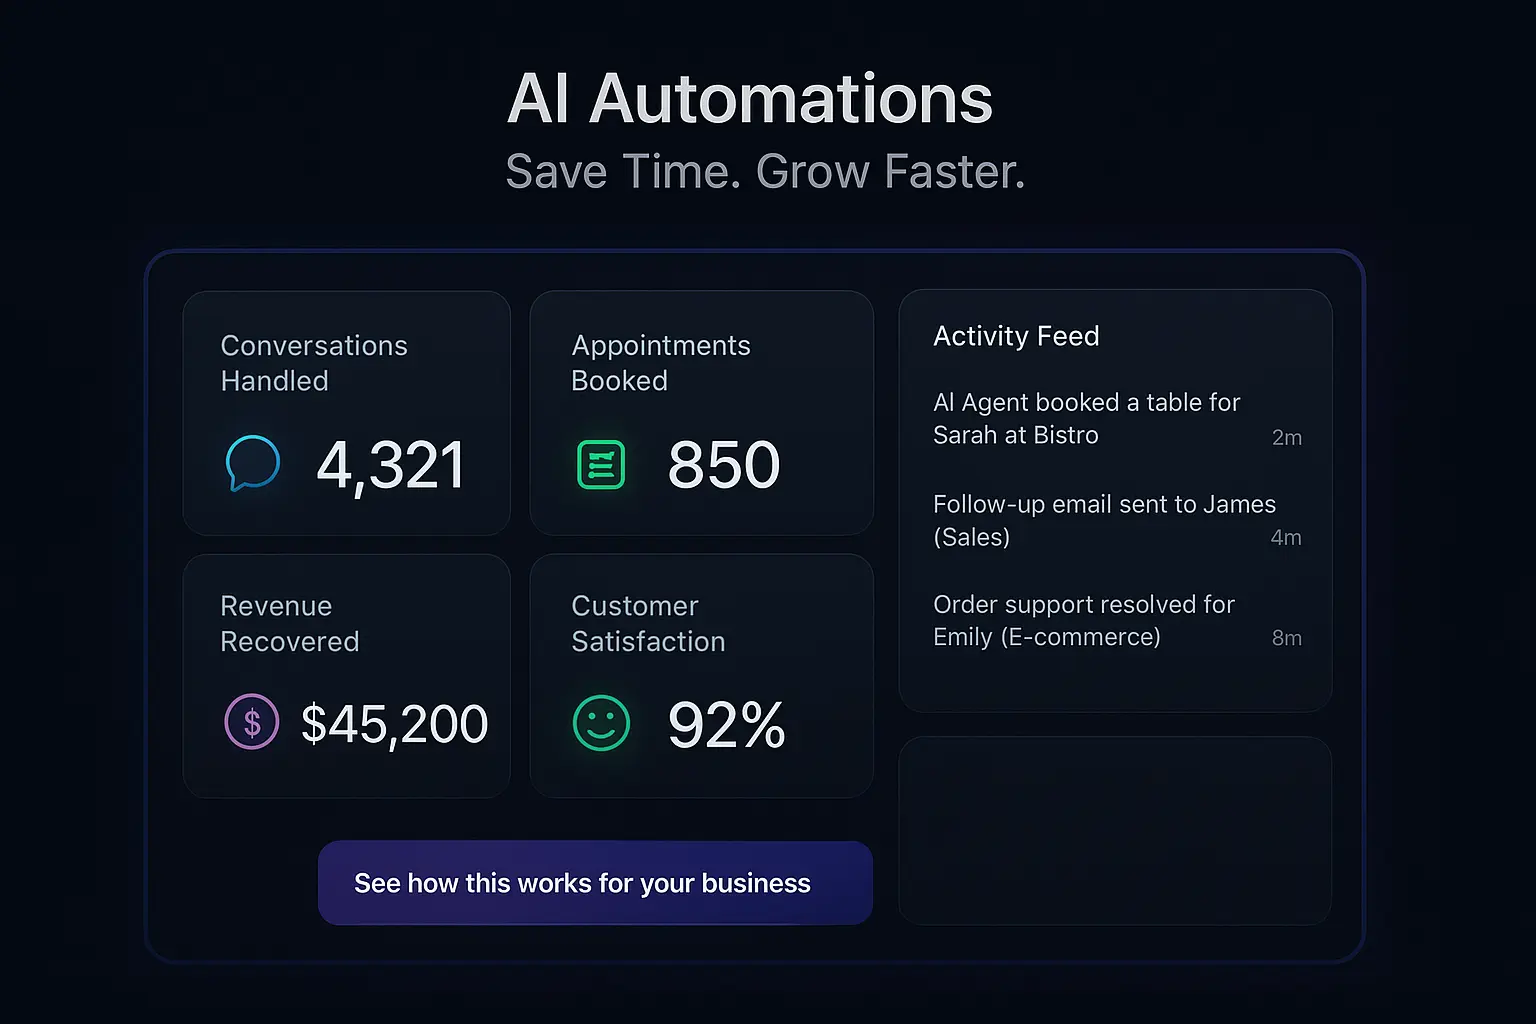 AI Automations
Save Time. Grow Faster.
Conversations
Handled
4,321
Appointments
Booked
850
Revenue
Recovered
$
$45,200
Customer
Satisfaction
92%
See how this works for your business
Activity Feed
AI Agent booked a table for
Sarah at Bistro
2m
Follow-up email sent to James
(Sales)
4m
Order support resolved for
Emily (E-commerce)
8m